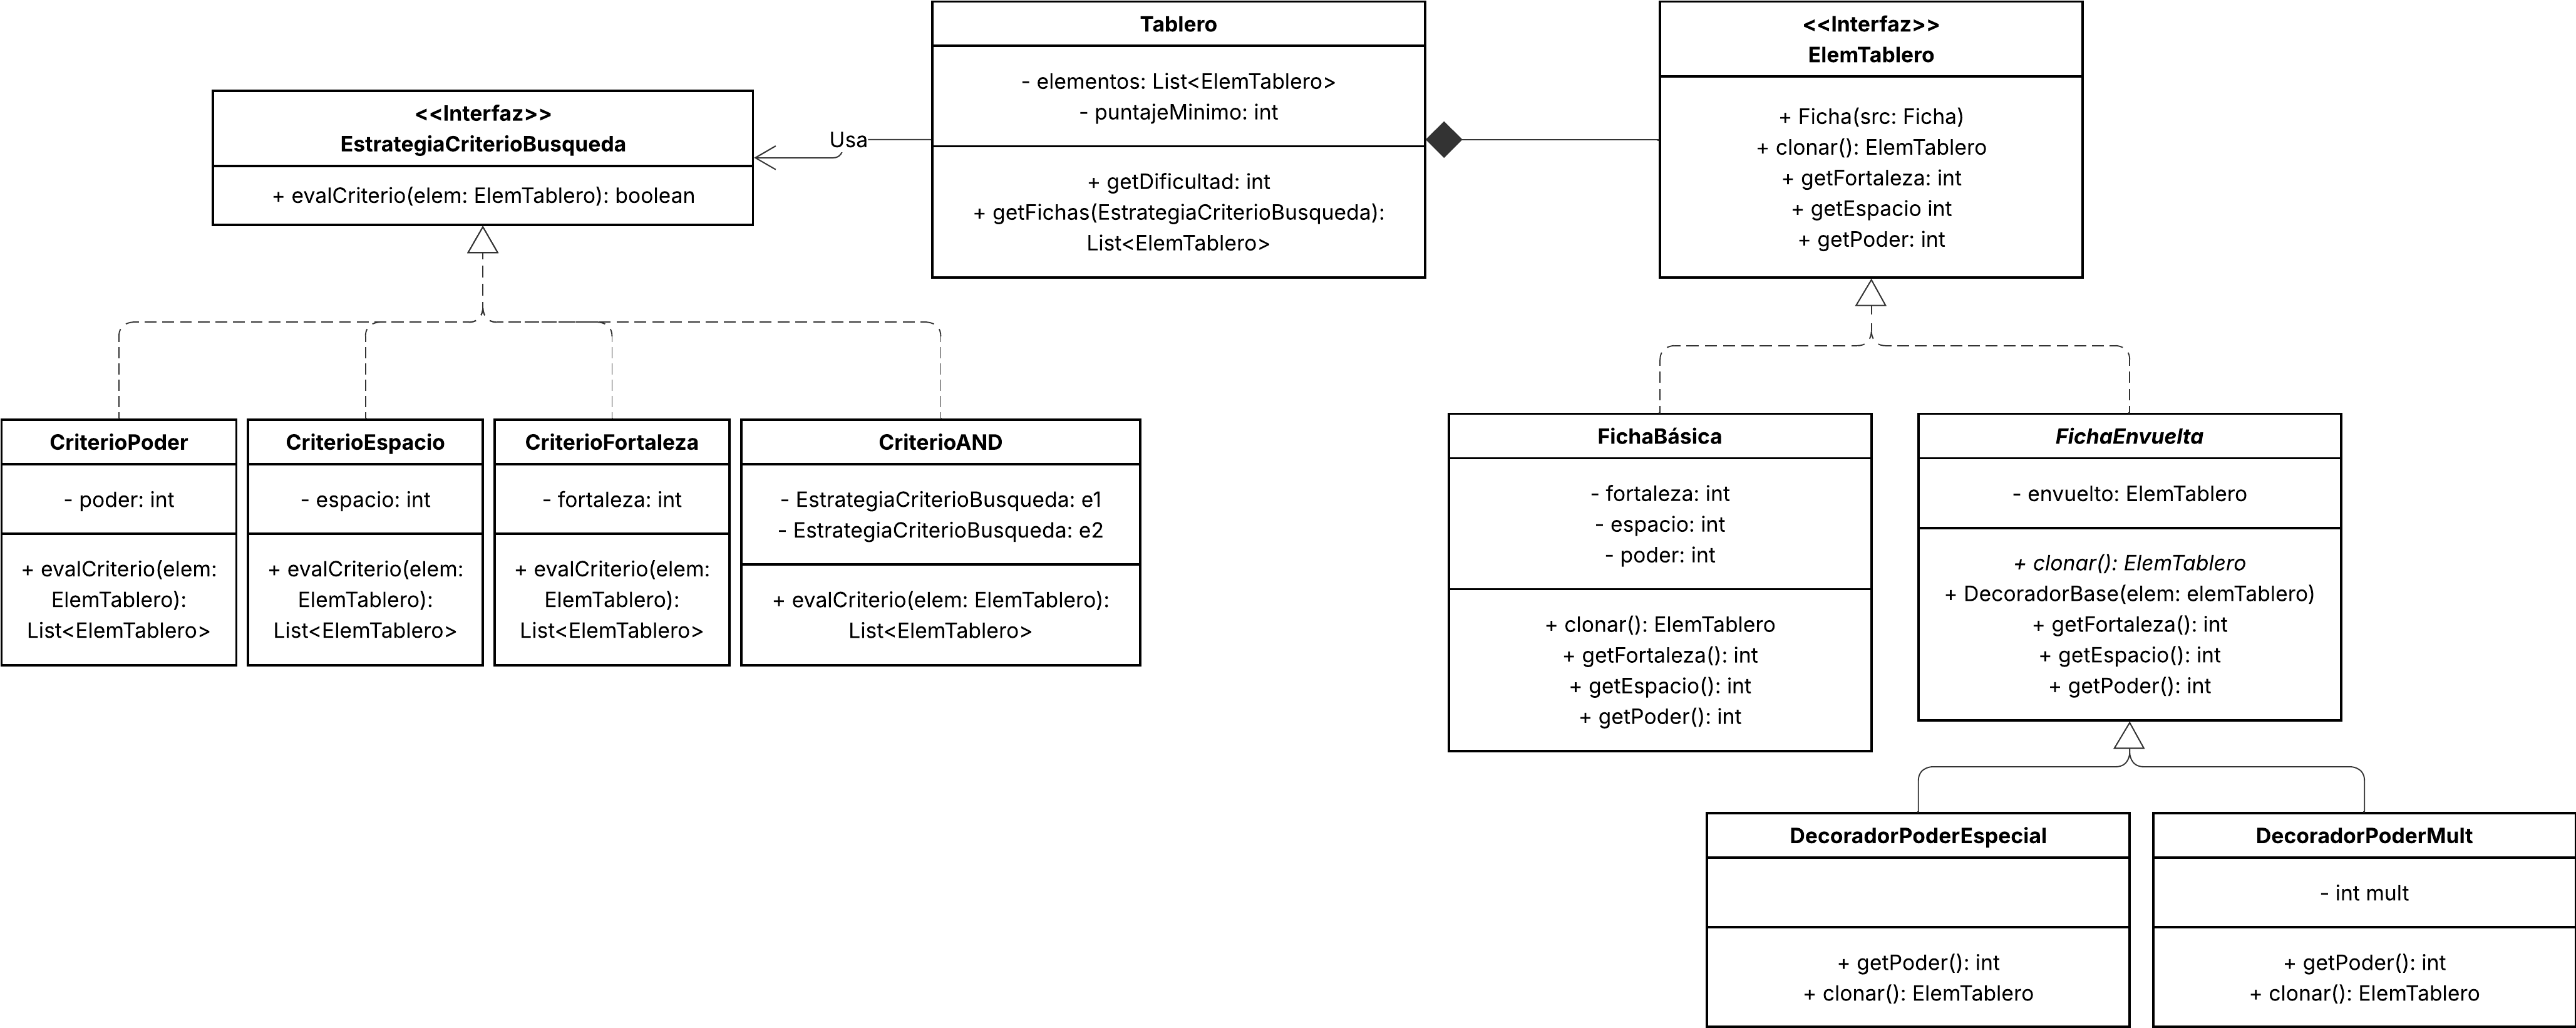 Tablero
- elementos: List<ElemTablero>
- puntajeMinimo: int
+ getDificultad: int
+ getFichas(EstrategiaCriterioBusqueda):
List<ElemTablero>
<<Interfaz>>
ElemTablero
+ Ficha(src: Ficha)
+ clonar(): ElemTablero
+ getFortaleza: int
+ getEspacio int
+ getPoder: int
<<Interfaz>>
EstrategiaCriterioBusqueda
+ evalCriterio(elem: ElemTablero): boolean
Usa
CriterioPoder
- poder: int
+ evalCriterio(elem:
ElemTablero):
List<ElemTablero>
CriterioEspacio
- espacio: int
+ evalCriterio(elem:
ElemTablero):
List<ElemTablero>
CriterioFortaleza
- fortaleza: int
+ evalCriterio(elem:
ElemTablero):
List<ElemTablero>
CriterioAND
- EstrategiaCriterioBusqueda: e1
- EstrategiaCriterioBusqueda: e2
+ evalCriterio(elem: ElemTablero):
List<ElemTablero>
FichaBásica
- fortaleza: int
- espacio: int
- poder: int
+ clonar(): ElemTablero
+ getFortaleza(): int
+ getEspacio(): int
+ getPoder(): int
FichaEnvuelta
- envuelto: ElemTablero
+ clonar(): ElemTablero
+ DecoradorBase(elem: elemTablero)
+ getFortaleza(): int
+ getEspacio(): int
+ getPoder(): int
DecoradorPoderEspecial
+ getPoder(): int
+ clonar(): ElemTablero
DecoradorPoderMult
- int mult
+ getPoder(): int
+ clonar(): ElemTablero